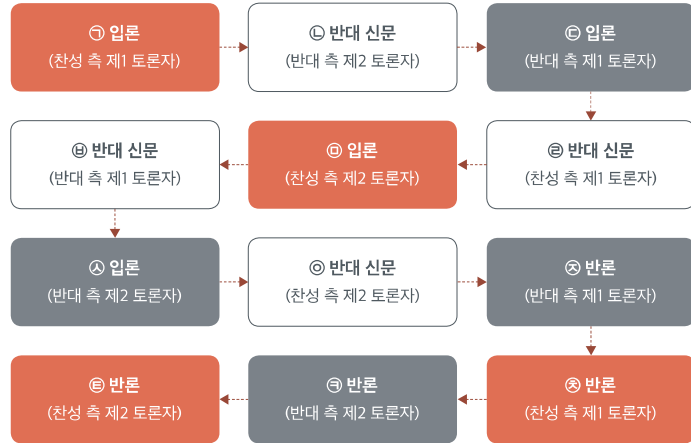 ㉠ 입론
(찬성 측 제1 토론자)
㉡ 반대 신문
(반대 측 제2 토론자)
㉢ 입론
(반대 측 제1 토론자)
㉣ 반대 신문
(찬성 측 제1 토론자)
㉤ 입론
(찬성 측 제2 토론자)
㉥ 반대 신문
(반대 측 제1 토론자)
㉦ 입론
(반대 측 제2 토론자)
㉧ 반대 신문
(찬성 측 제2 토론자)
㉨ 반론
(반대 측 제1 토론자)
㉩ 반론
(찬성 측 제1 토론자)
㉪ 반론
(반대 측 제2 토론자)
㉫ 반론
(찬성 측 제2 토론자)